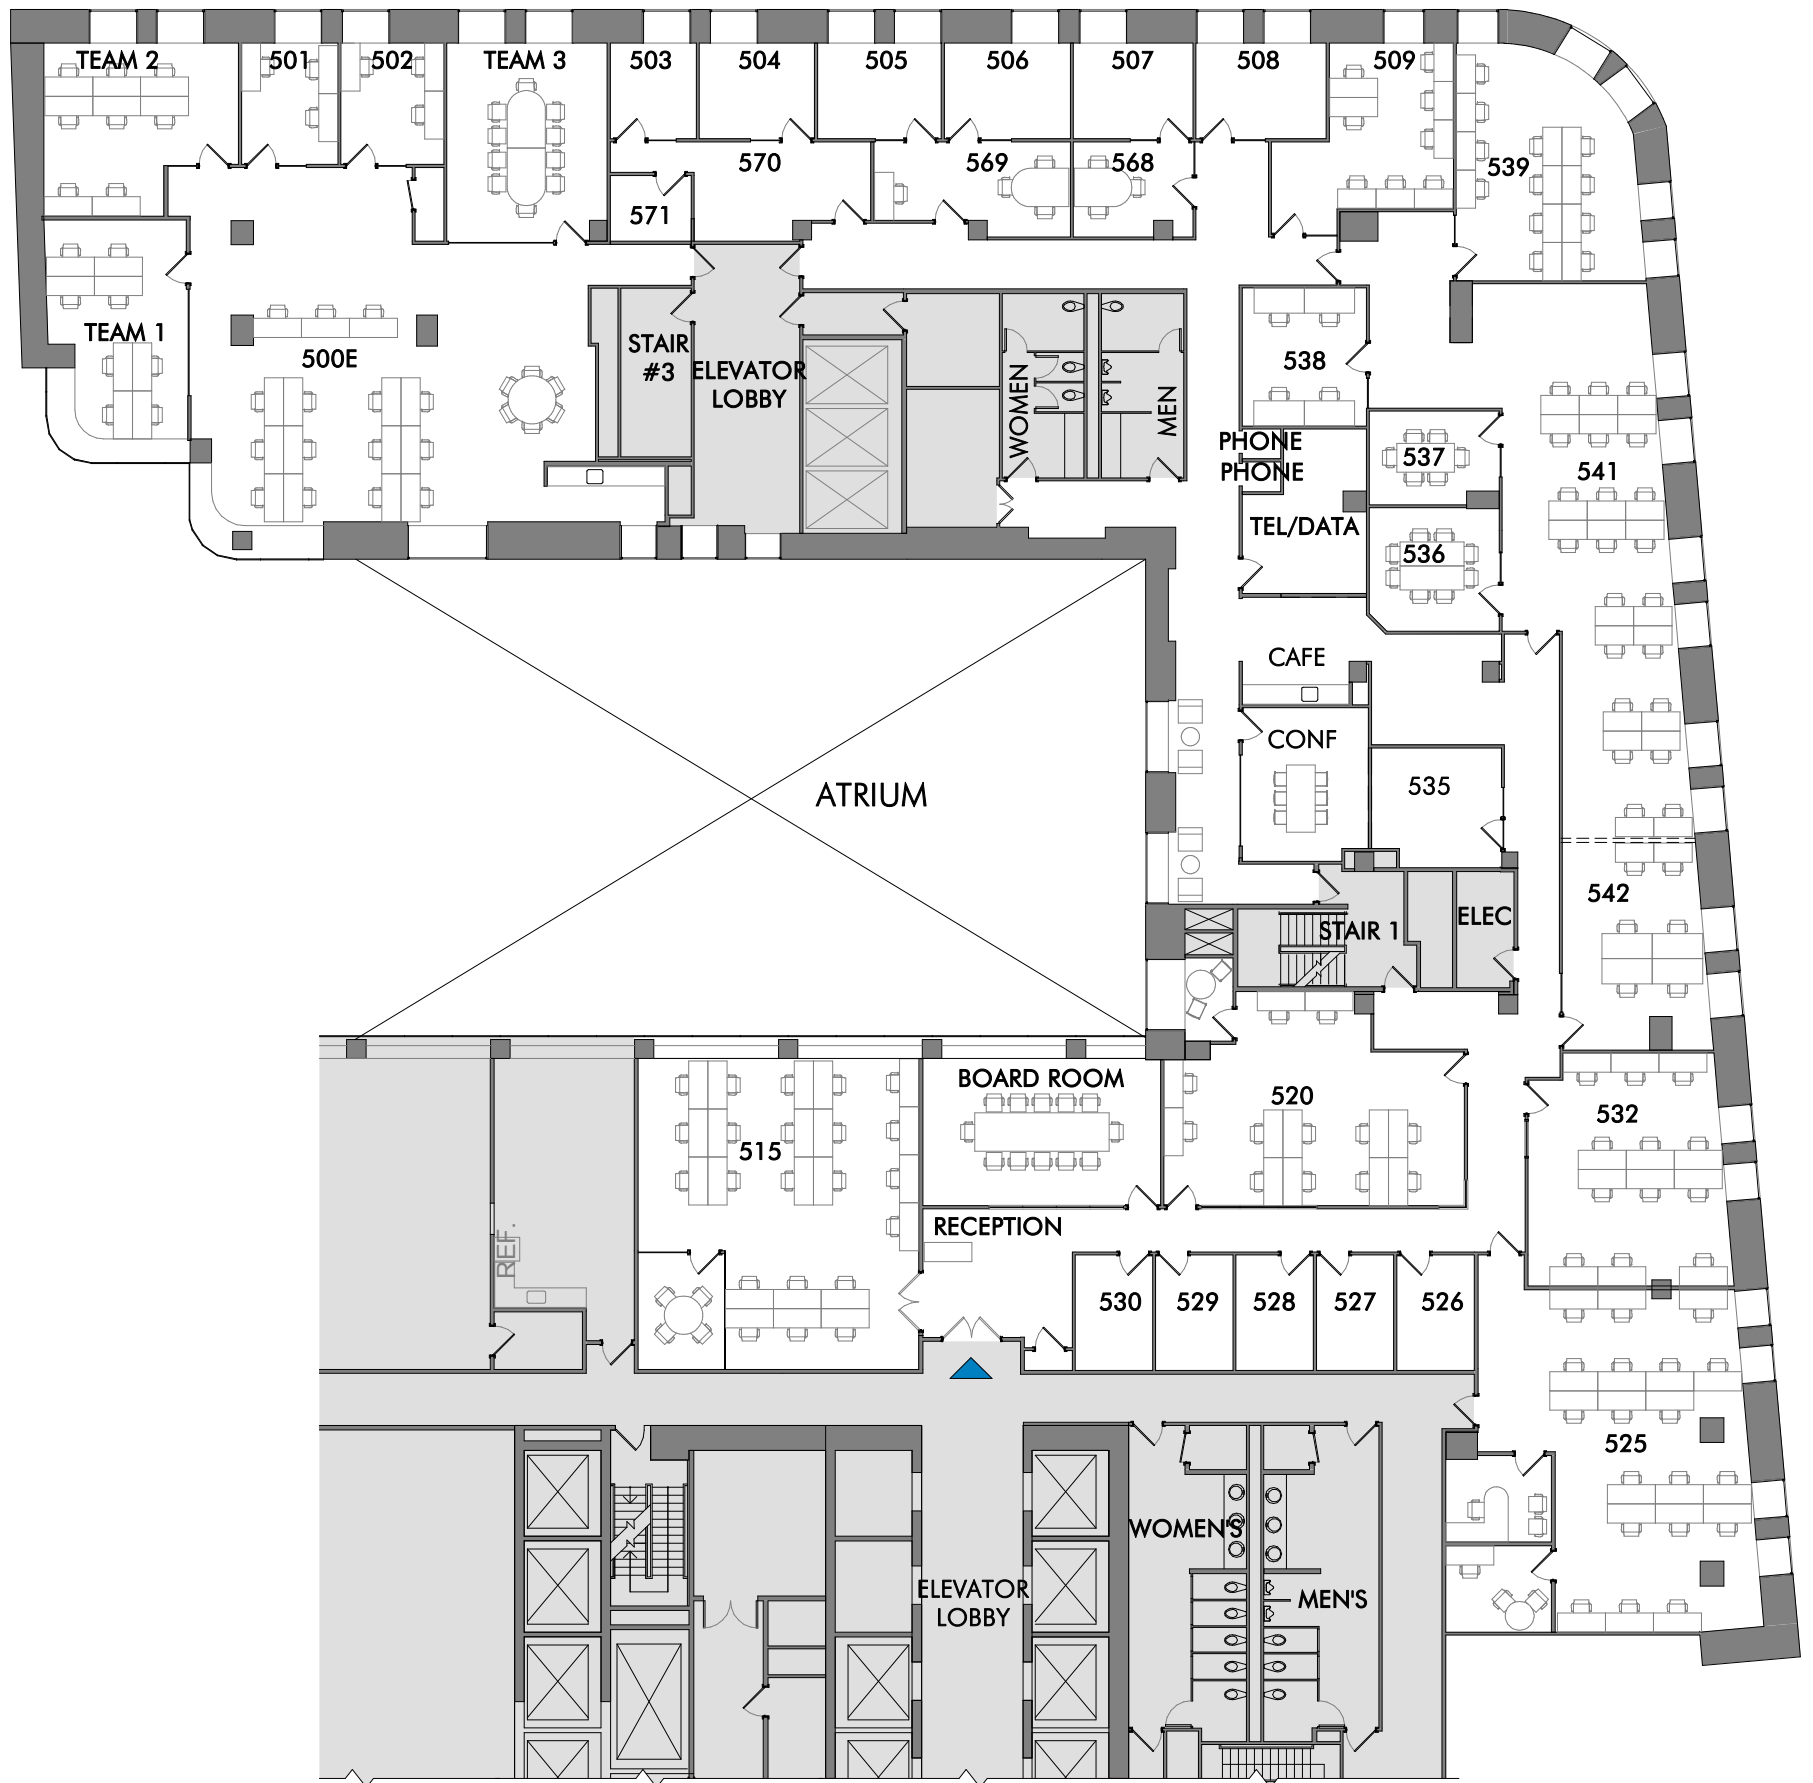 TEAM 2
501
502
TEAM 3
503
504
505
506
507
508
509
570
569
568
539
571
TEAM 1
500E
STAIR
#3
ELEVATOR
LOBBY
WOMEN
MEN
538
PHONE
PHONE
537
541
TEL/DATA
536
CAFE
CONF
535
ATRIUM
542
ELEC
STAIR 1
BOARD ROOM
520
532
515
RECEPTION
REF.
530
529
528
527
526
525
WOMEN'S
ELEVATOR
LOBBY
MEN'S